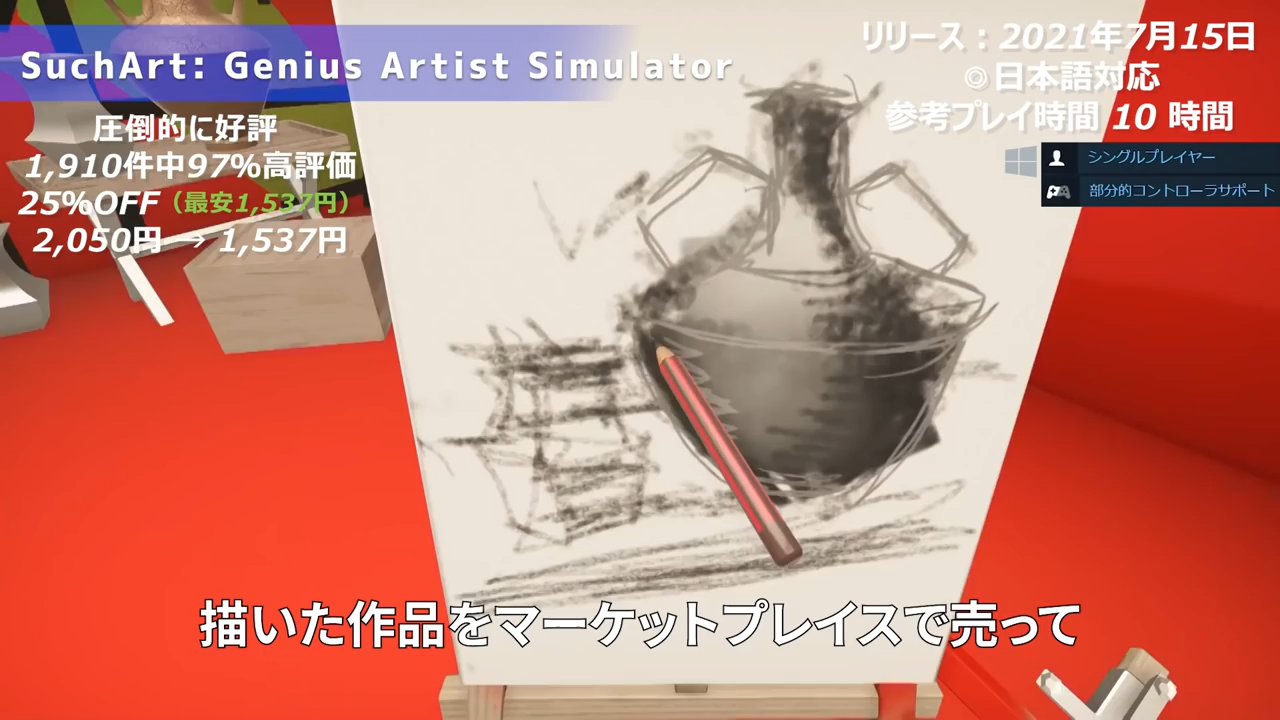 SuchArt: Genius Artist Simulator
圧倒的に好評
1,910件中97%高評価
25%OFF（最安1,537円）
2,050円 → 1,537円
リリース：2021年7月15日
◎日本語対応
参考プレイ時間 10 時間
シングルプレイヤー
部分的コントローラサポート
描いた作品をマーケットプレイスで売って